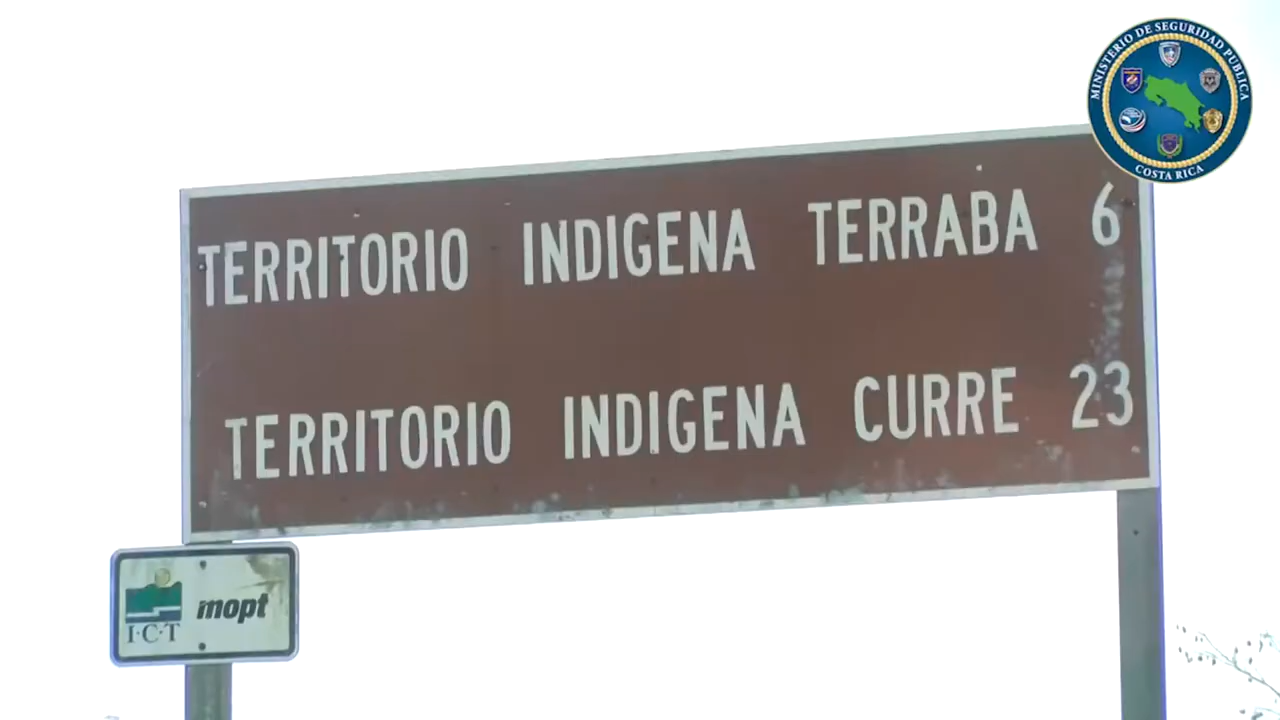 MINISTERIO DE SEGURIDAD PUBLICA
COSTA RICA
TERRITORIO INDIGENA TERRABA 6
TERRITORIO INDIGENA CURRE 23
I·C·T
mopt